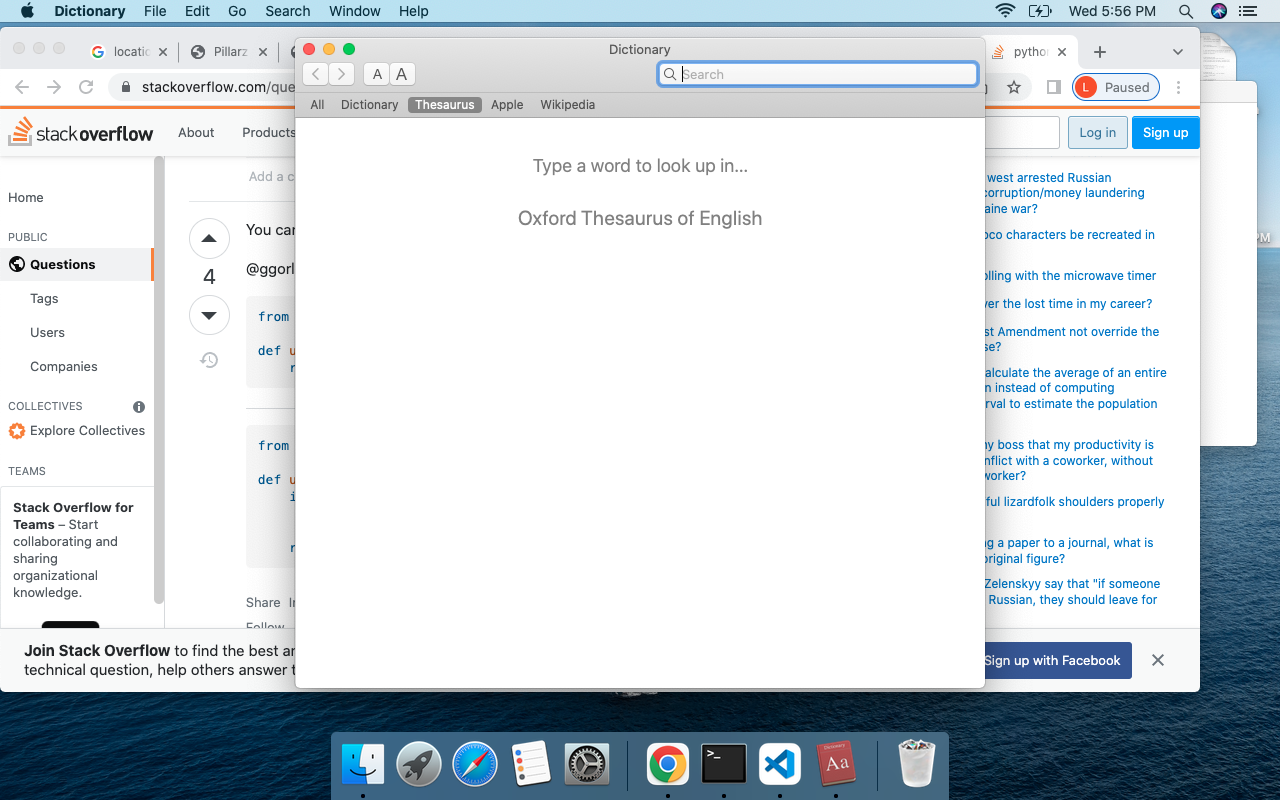 Dictionary File Edit Go Search Window Help Wed 5:56 PM
Dictionary
locatio Pillarz python
A A Search
stackoverflow.com/que Paused
All Dictionary Thesaurus Apple Wikipedia
stackoverflow About Products Log in Sign up
Type a word to look up in...
Oxford Thesaurus of English
Home
PUBLIC
Questions
Tags
Users
Companies
COLLECTIVES
Explore Collectives
TEAMS
Stack Overflow for
Teams – Start
collaborating and
sharing
organizational
knowledge.
Add a c
You can
4
@ggorl
from
def u
r
from
def u
i
r
Share
Follow
west arrested Russian
corruption/money laundering
aine war?
oco characters be recreated in
olling with the microwave timer
ver the lost time in my career?
st Amendment not override the
se?
alculate the average of an entire
n instead of computing
rval to estimate the population
ny boss that my productivity is
nflict with a coworker, without
worker?
ful lizardfolk shoulders properly
ng a paper to a journal, what is
original figure?
Zelenskyy say that "if someone
Russian, they should leave for
PM
Join Stack Overflow to find the best an
technical question, help others answer t
Sign up with Facebook
Dictionary
Aa